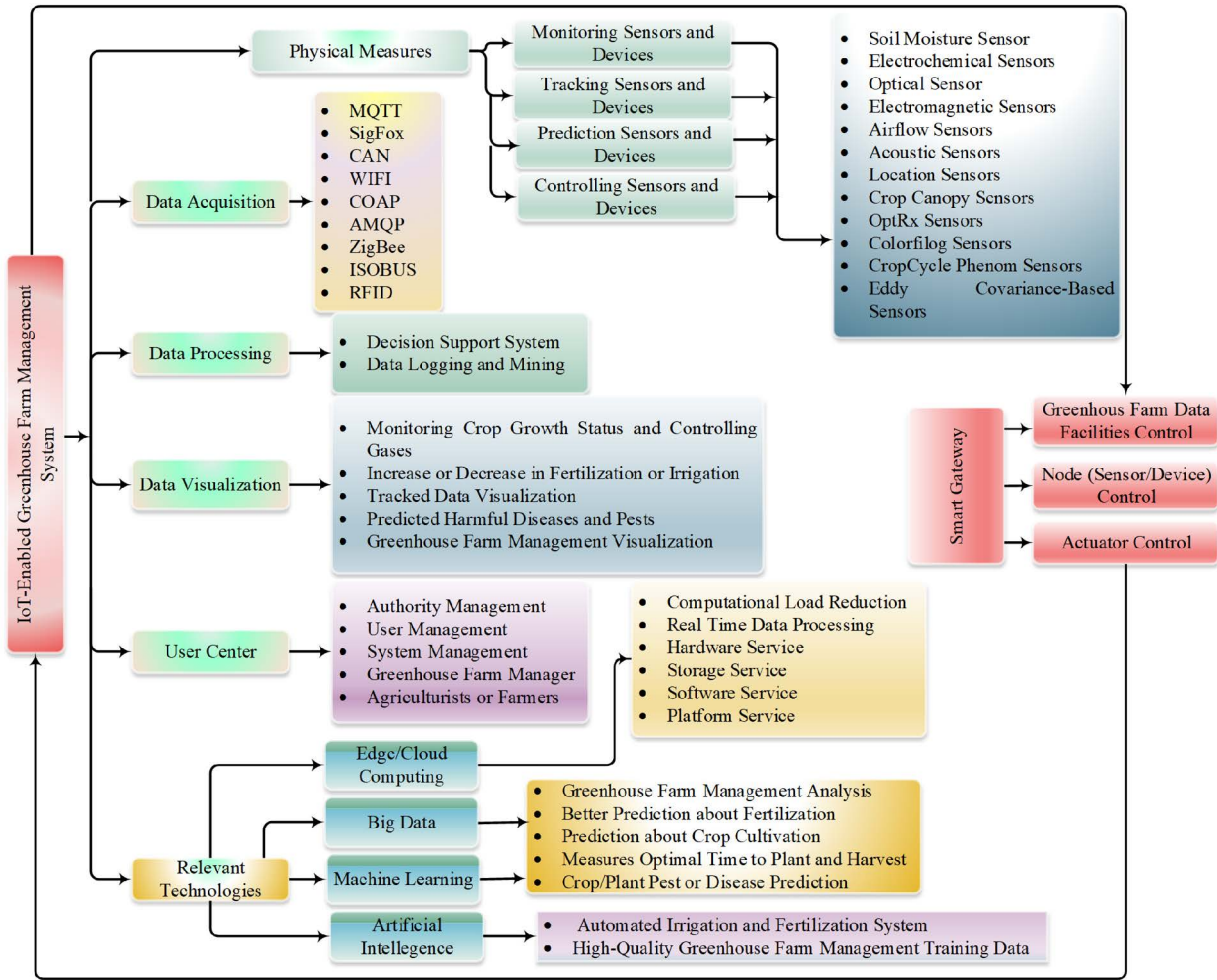 IoT-Enabled Greenhouse Farm Management
System
Physical Measures
Monitoring Sensors and
Devices
Tracking Sensors and
Devices
Prediction Sensors and
Devices
Controlling Sensors and
Devices
• Soil Moisture Sensor
• Electrochemical Sensors
• Optical Sensor
• Electromagnetic Sensors
• Airflow Sensors
• Acoustic Sensors
• Location Sensors
• Crop Canopy Sensors
• OptRx Sensors
• Colorfilog Sensors
• CropCycle Phenom Sensors
• Eddy Covariance-Based
Sensors
Data Acquisition
• MQTT
• SigFox
• CAN
• WIFI
• COAP
• AMQP
• ZigBee
• ISOBUS
• RFID
Data Processing
• Decision Support System
• Data Logging and Mining
Data Visualization
• Monitoring Crop Growth Status and Controlling
Gases
• Increase or Decrease in Fertilization or Irrigation
• Tracked Data Visualization
• Predicted Harmful Diseases and Pests
• Greenhouse Farm Management Visualization
Smart Gateway
Greenhous Farm Data
Facilities Control
Node (Sensor/Device)
Control
Actuator Control
User Center
• Authority Management
• User Management
• System Management
• Greenhouse Farm Manager
• Agriculturists or Farmers
• Computational Load Reduction
• Real Time Data Processing
• Hardware Service
• Storage Service
• Software Service
• Platform Service
Relevant
Technologies
Edge/Cloud
Computing
Big Data
Machine Learning
• Greenhouse Farm Management Analysis
• Better Prediction about Fertilization
• Prediction about Crop Cultivation
• Measures Optimal Time to Plant and Harvest
• Crop/Plant Pest or Disease Prediction
Artificial
Intellegence
• Automated Irrigation and Fertilization System
• High-Quality Greenhouse Farm Management Training Data